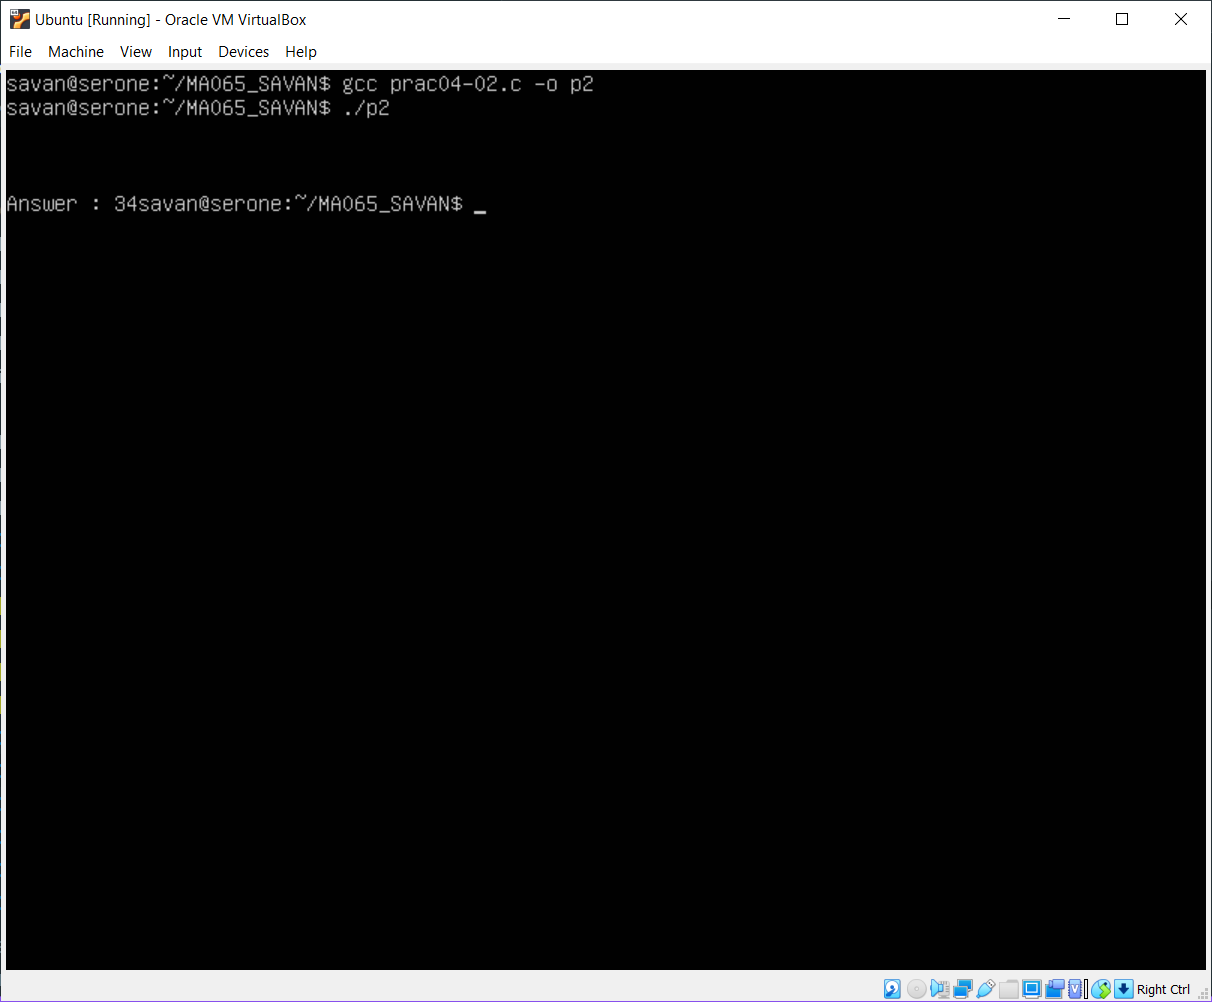 Ubuntu [Running] - Oracle VM VirtualBox
File Machine View Input Devices Help
savan@serone:~/MA065_SAVAN$ gcc prac04-02.c -o p2
savan@serone:~/MA065_SAVAN$ ./p2
Answer : 34savan@serone:~/MA065_SAVAN$ _
Right Ctrl